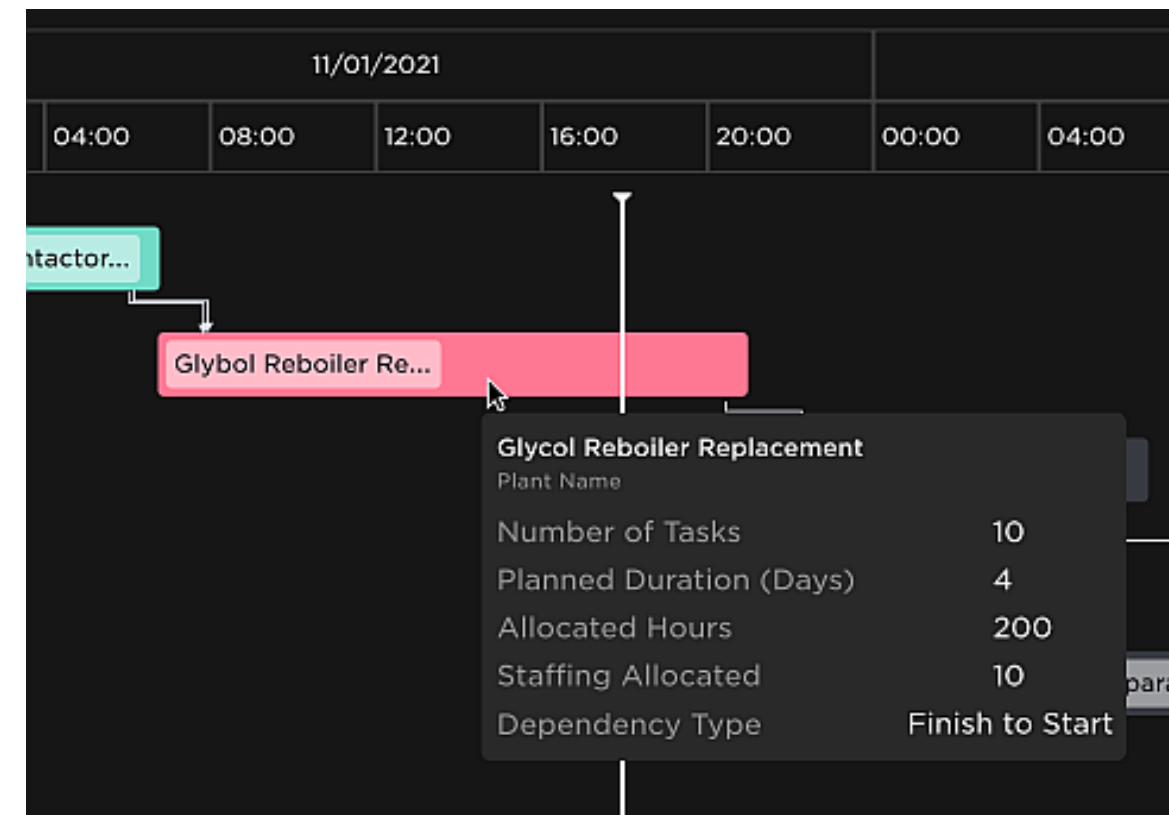 11/01/2021
04:00 08:00 12:00 16:00 20:00 00:00 04:00
ntactor...
Glybol Reboiler Re...
Glycol Reboiler Replacement
Plant Name
Number of Tasks 10
Planned Duration (Days) 4
Allocated Hours 200
Staffing Allocated 10
para
Dependency Type Finish to Start